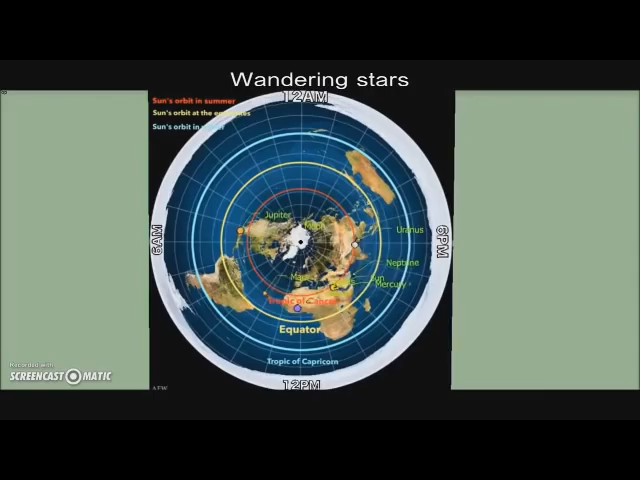 Wandering stars
12AM
Sun's orbit in summer
Sun's orbit at the equinoxes
Sun's orbit in
Jupiter
Uranus
6AM
6PM
Neptune
Mars
Sun
Mercury
Tropic of Cancer
Equator
Tropic of Capricorn
Recorded with
SCREENCAST MATIC
12PM